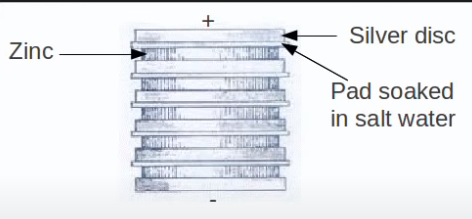 +
Zinc
Silver disc
Pad soaked
in salt water
-